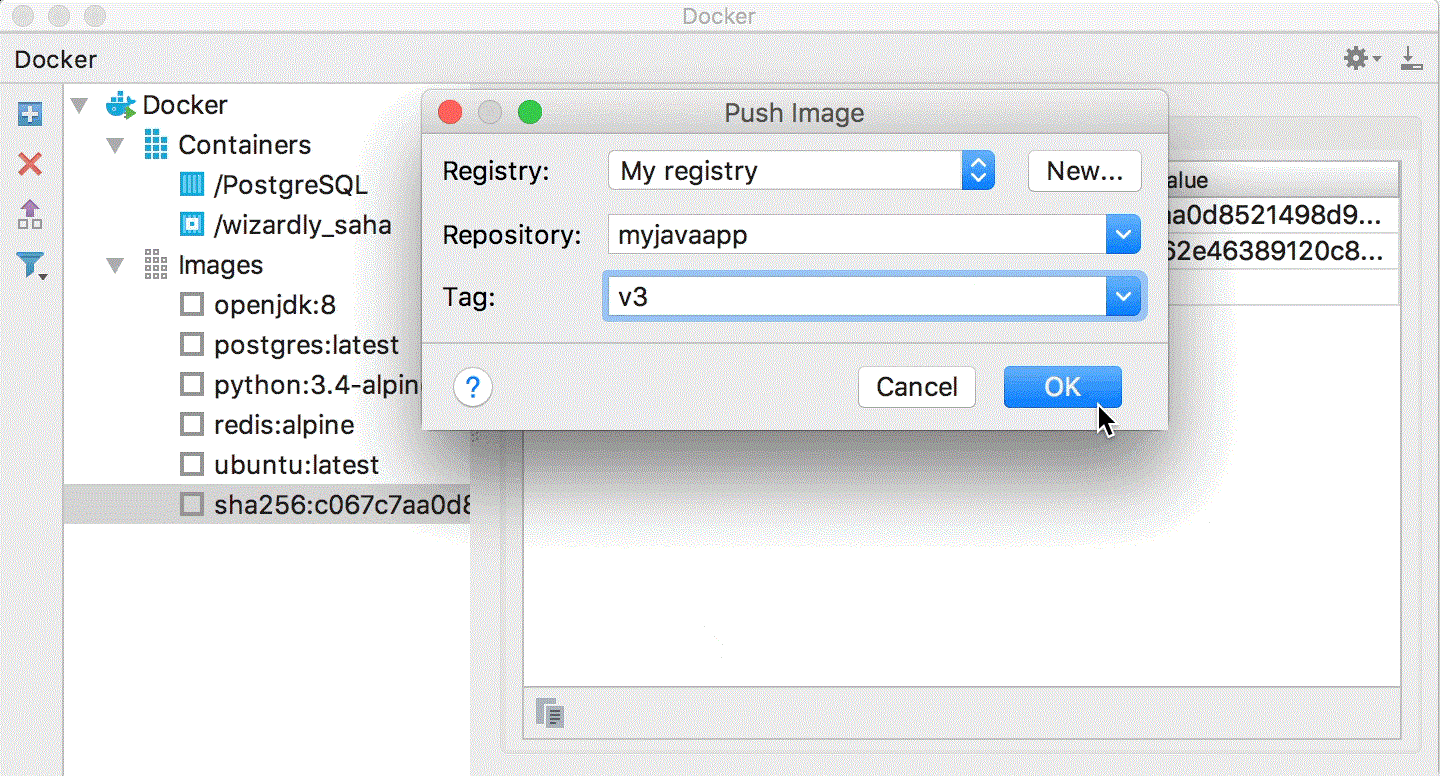 Docker
Docker
Docker
Containers
/PostgreSQL
/wizardly_saha
Images
openjdk:8
postgres:latest
python:3.4-alpin
redis:alpine
ubuntu:latest
sha256:c067c7aa0d8
Push Image
Registry:
My registry
New...
Repository:
myjavaapp
Tag:
v3
?
Cancel
OK
alue
a0d8521498d9...
62e46389120c8...